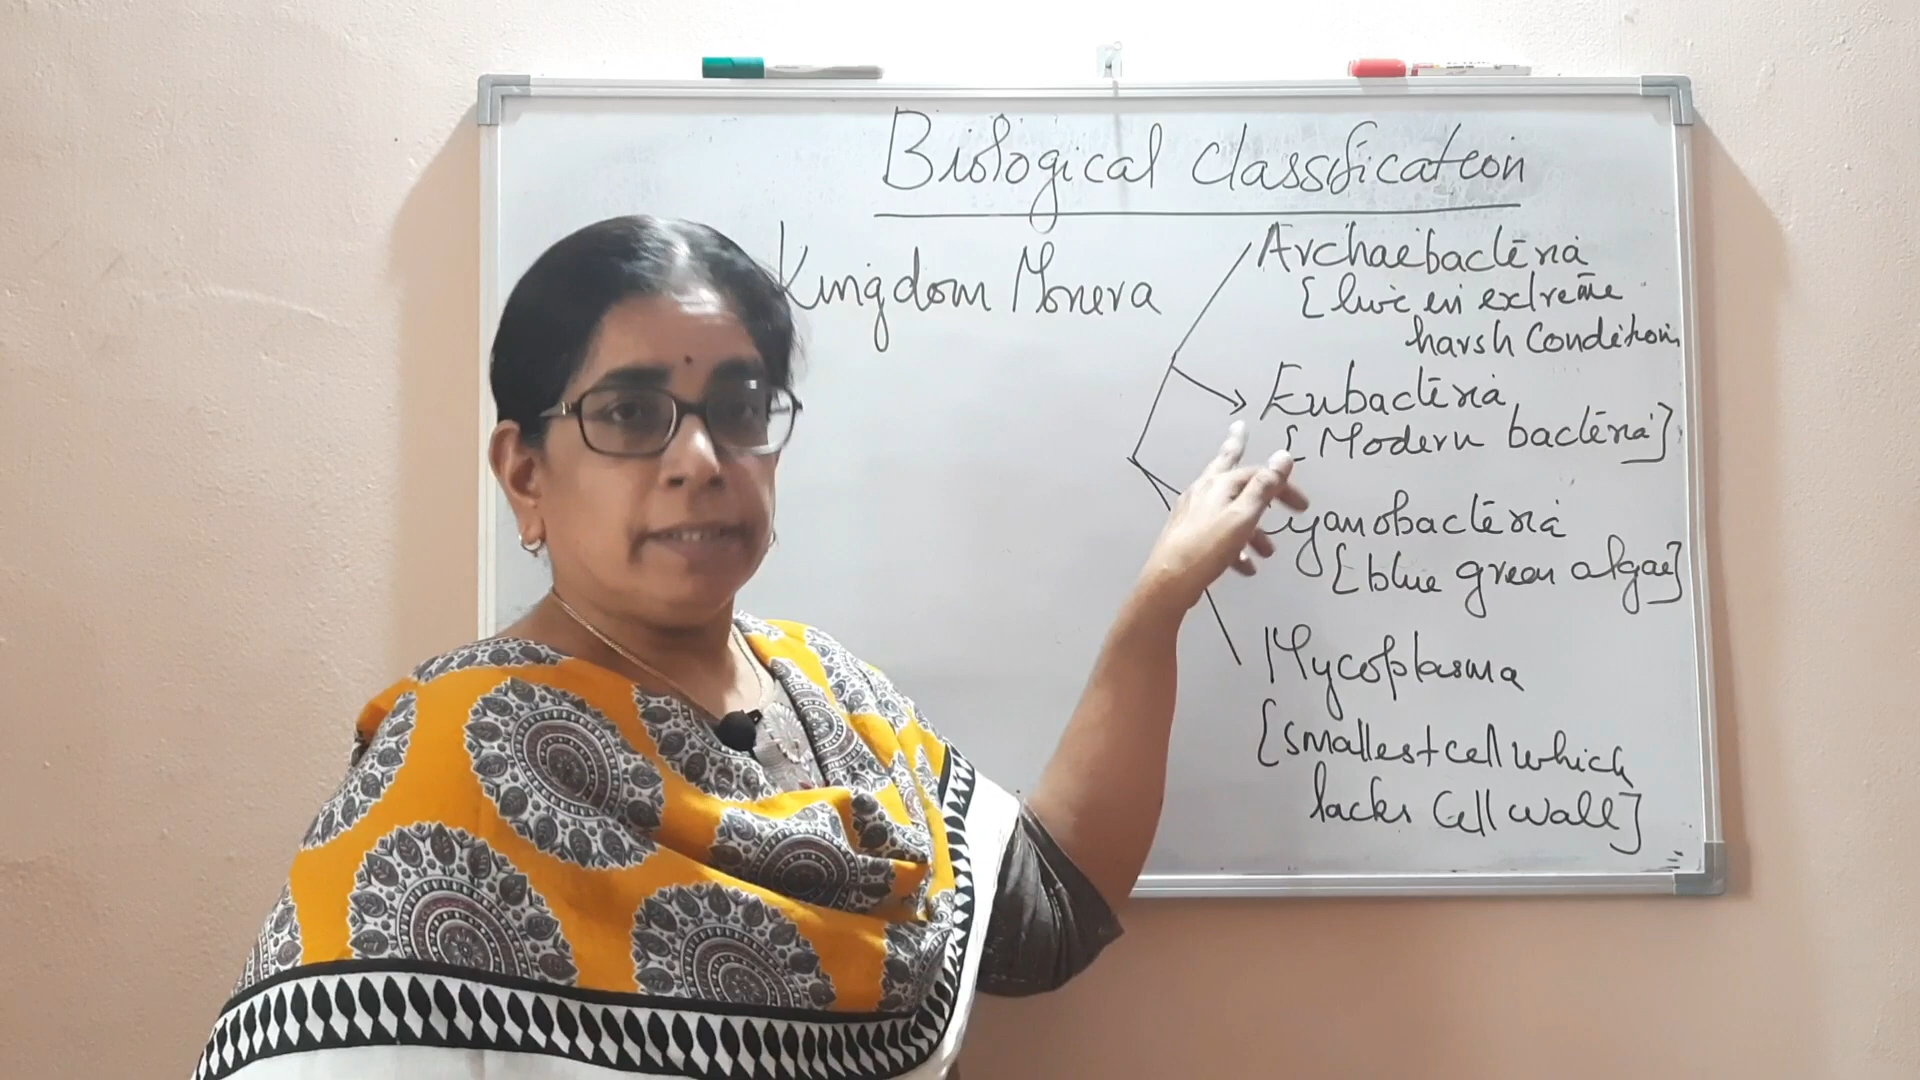 Biological Classification
Kingdom Monera
Archaebacteria
[live in extreme
harsh Conditions
Eubacteria
[Modern bacteria]
Cyanobacteria
[blue green algae]
Mycoplasma
[smallest cell which
lacks Cell wall]